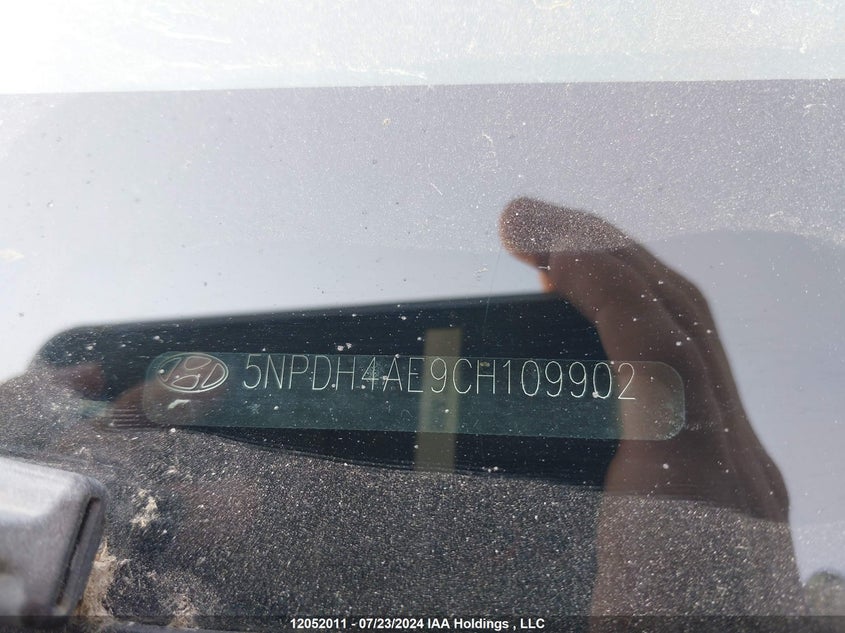 5NPDH4AE9CH109902
12052011 - 07/23/2024 IAA Holdings , LLC